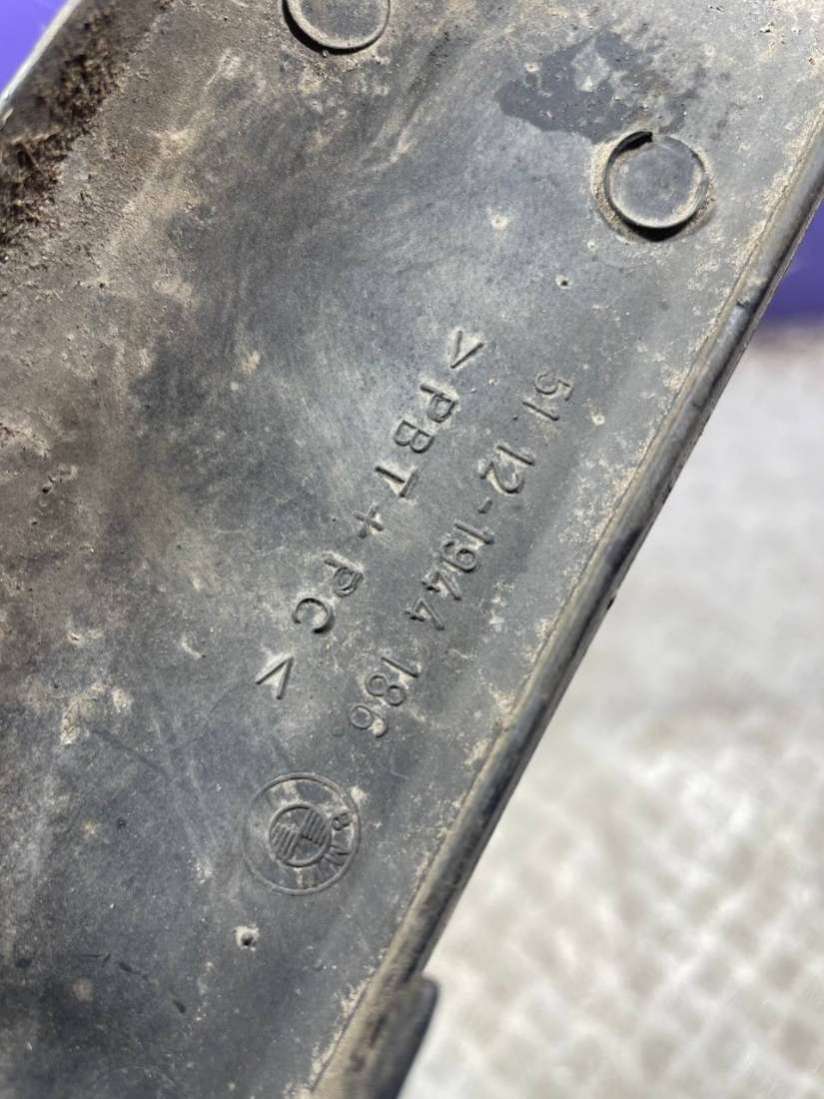 51.12-1944 186
>PBT+PC<
BMW